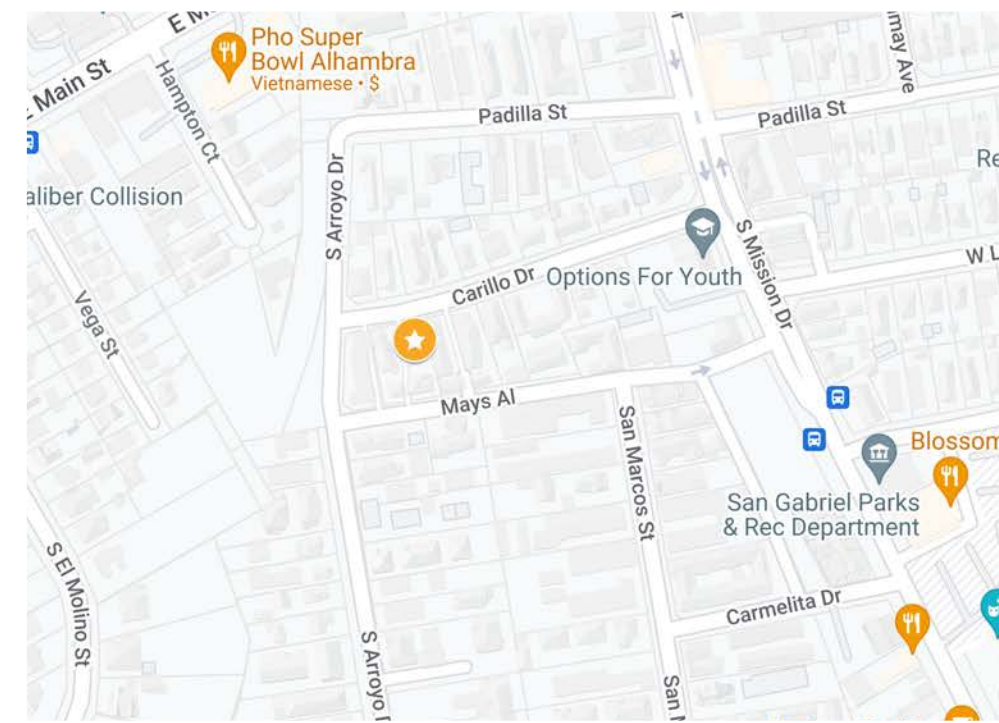 E Main St
Pho Super
Bowl Alhambra
Vietnamese · $
Hampton Ct
Padilla St
Padilla St
aliber Collision
S Arroyo Dr
Options For Youth
S Mission Dr
W L
Carillo Dr
Vega St
Mays Al
San Marcos St
Blossom
San Gabriel Parks
& Rec Department
S El Molino St
Carmelita Dr
S Arroyo D
San M